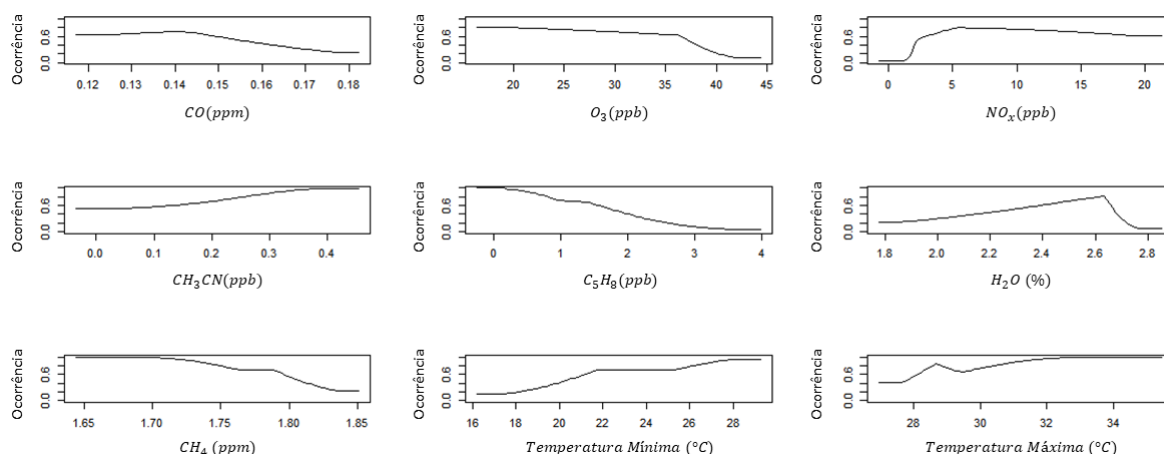 Ocorrência
0.0 0.6
0.12 0.13 0.14 0.15 0.16 0.17 0.18
CO(ppm)
Ocorrência
0.0 0.6
20 25 30 35 40 45
O₃(ppb)
Ocorrência
0.0 0.6
0 5 10 15 20
NOₓ(ppb)
Ocorrência
0.0 0.6
0.0 0.1 0.2 0.3 0.4
CH₃CN(ppb)
Ocorrência
0.0 0.6
0 1 2 3 4
C₅H₈(ppb)
Ocorrência
0.0 0.6
1.8 2.0 2.2 2.4 2.6 2.8
H₂O (%)
Ocorrência
0.0 0.6
1.65 1.70 1.75 1.80 1.85
CH₄ (ppm)
Ocorrência
0.0 0.6
16 18 20 22 24 26 28
Temperatura Mínima (°C)
Ocorrência
0.0 0.6
28 30 32 34
Temperatura Máxima (°C)